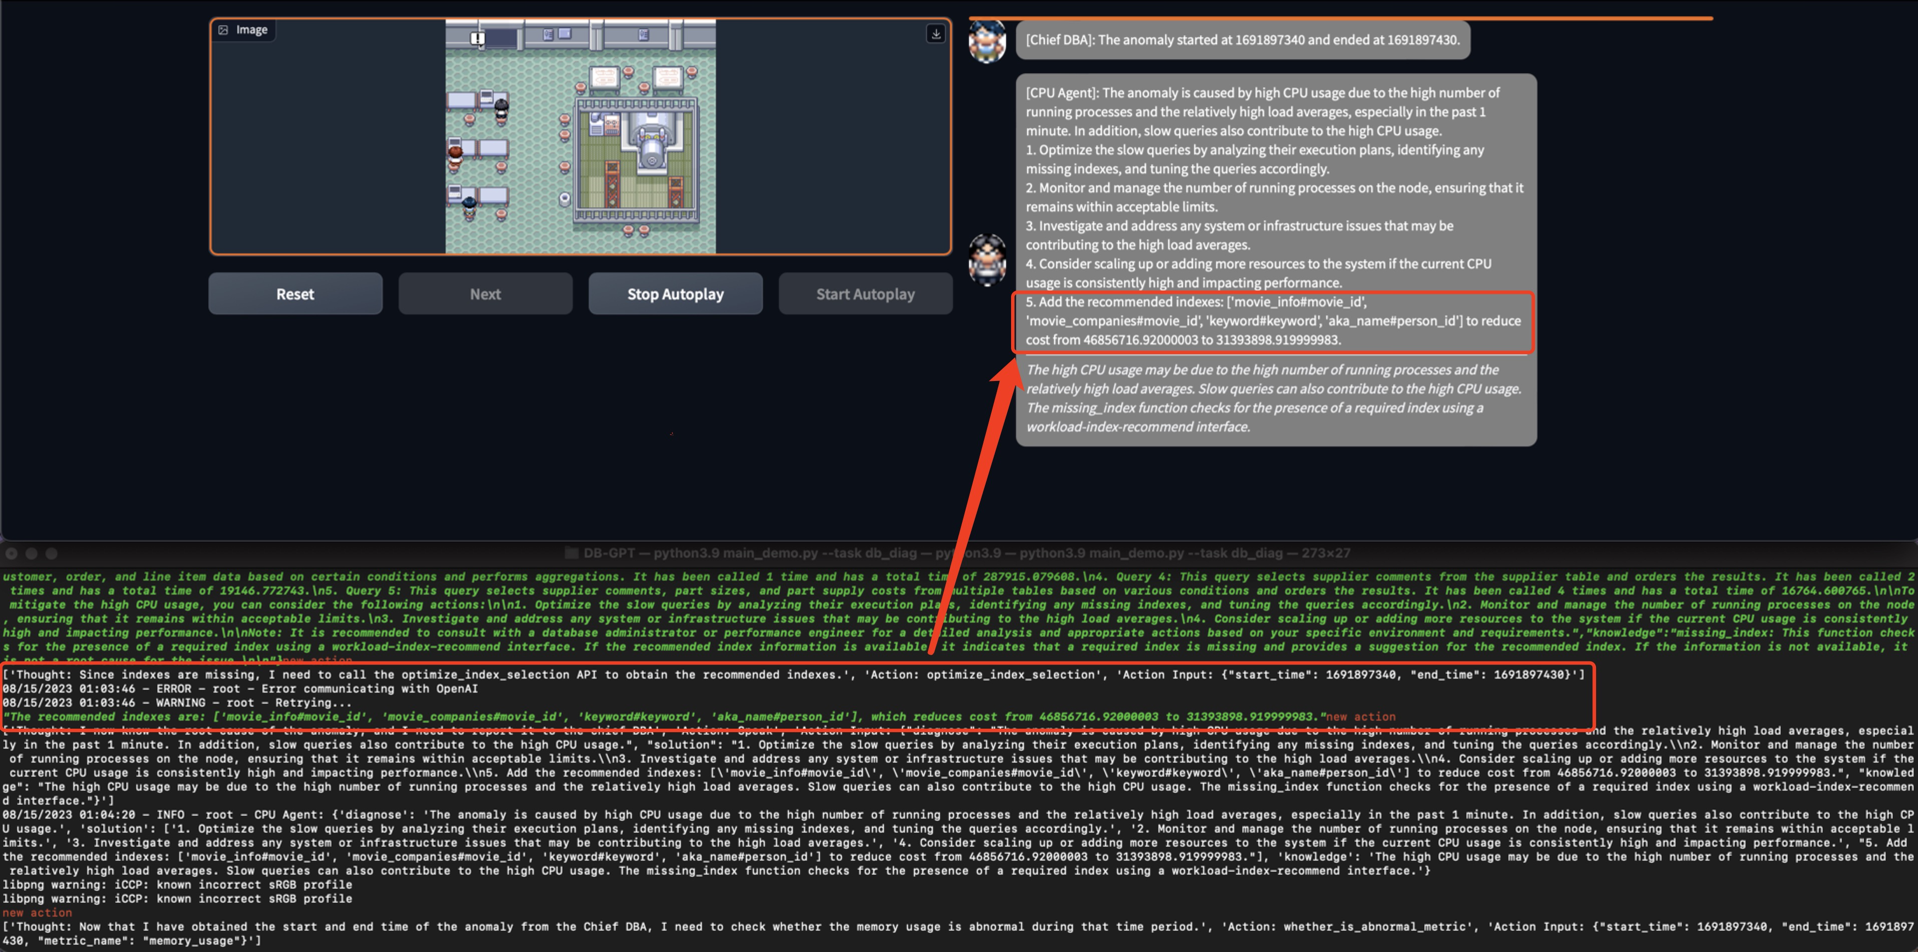 Image
[Chief DBA]: The anomaly started at 1691897340 and ended at 1691897430.
[CPU Agent]: The anomaly is caused by high CPU usage due to the high number of
running processes and the relatively high load averages, especially in the past 1
minute. In addition, slow queries also contribute to the high CPU usage.
1. Optimize the slow queries by analyzing their execution plans, identifying any
missing indexes, and tuning the queries accordingly.
2. Monitor and manage the number of running processes on the node, ensuring that it
remains within acceptable limits.
3. Investigate and address any system or infrastructure issues that may be
contributing to the high load averages.
4. Consider scaling up or adding more resources to the system if the current CPU
usage is consistently high and impacting performance.
5. Add the recommended indexes: ['movie_info#movie_id',
'movie_companies#movie_id', 'keyword#keyword', 'aka_name#person_id'] to reduce
cost from 46856716.92000003 to 31393898.919999983.
The high CPU usage may be due to the high number of running processes and the
relatively high load averages. Slow queries can also contribute to the high CPU usage.
The missing_index function checks for the presence of a required index using a
workload-index-recommend interface.
Reset
Next
Stop Autoplay
Start Autoplay
DB-GPT — python3.9 main_demo.py --task db_diag — python3.9 — python3.9 main_demo.py --task db_diag — 273×27
ustomer, order, and line item data based on certain conditions and performs aggregations. It has been called 1 time and has a total time of 287915.079608.\n4. Query 4: This query selects supplier comments from the supplier table and orders the results. It has been called 2
times and has a total time of 19146.772743.\n5. Query 5: This query selects supplier comments, part sizes, and part supply costs from multiple tables based on various conditions and orders the results. It has been called 4 times and has a total time of 16764.600765.\n\nTo
mitigate the high CPU usage, you can consider the following actions:\n\n1. Optimize the slow queries by analyzing their execution plans, identifying any missing indexes, and tuning the queries accordingly.\n2. Monitor and manage the number of running processes on the node
, ensuring that it remains within acceptable limits.\n3. Investigate and address any system or infrastructure issues that may be contributing to the high load averages.\n4. Consider scaling up or adding more resources to the system if the current CPU usage is consistently
high and impacting performance.\n\nNote: It is recommended to consult with a database administrator or performance engineer for a detailed analysis and appropriate actions based on your specific environment and requirements.","knowledge":"missing_index: This function check
s for the presence of a required index using a workload-index-recommend interface. If the recommended index information is available, it indicates that a required index is missing and provides a suggestion for the recommended index. If the information is not available, it
is not a root cause for the issue.\n\n"}new action
['Thought: Since indexes are missing, I need to call the optimize_index_selection API to obtain the recommended indexes.', 'Action: optimize_index_selection', 'Action Input: {"start_time": 1691897340, "end_time": 1691897430}']
08/15/2023 01:03:46 - ERROR - root - Error communicating with OpenAI
08/15/2023 01:03:46 - WARNING - root - Retrying...
"The recommended indexes are: ['movie_info#movie_id', 'movie_companies#movie_id', 'keyword#keyword', 'aka_name#person_id'], which reduces cost from 46856716.92000003 to 31393898.919999983."new action
['Thought: I now know the root cause of the anomaly, and I need to report it to the chief DBA', 'Action: Speak', 'Action Input: {"diagnose": "The anomaly is caused by high CPU usage due to the high number of running processes and the relatively high load averages, especial
ly in the past 1 minute. In addition, slow queries also contribute to the high CPU usage.", "solution": "1. Optimize the slow queries by analyzing their execution plans, identifying any missing indexes, and tuning the queries accordingly.\\n2. Monitor and manage the number
of running processes on the node, ensuring that it remains within acceptable limits.\\n3. Investigate and address any system or infrastructure issues that may be contributing to the high load averages.\\n4. Consider scaling up or adding more resources to the system if the
current CPU usage is consistently high and impacting performance.\\n5. Add the recommended indexes: [\'movie_info#movie_id\', \'movie_companies#movie_id\', \'keyword#keyword\', \'aka_name#person_id\'] to reduce cost from 46856716.92000003 to 31393898.919999983.", "knowled
ge": "The high CPU usage may be due to the high number of running processes and the relatively high load averages. Slow queries can also contribute to the high CPU usage. The missing_index function checks for the presence of a required index using a workload-index-recommen
d interface."}']
08/15/2023 01:04:20 - INFO - root - CPU Agent: {'diagnose': 'The anomaly is caused by high CPU usage due to the high number of running processes and the relatively high load averages, especially in the past 1 minute. In addition, slow queries also contribute to the high CP
U usage.', 'solution': ['1. Optimize the slow queries by analyzing their execution plans, identifying any missing indexes, and tuning the queries accordingly.', '2. Monitor and manage the number of running processes on the node, ensuring that it remains within acceptable l
imits.', '3. Investigate and address any system or infrastructure issues that may be contributing to the high load averages.', '4. Consider scaling up or adding more resources to the system if the current CPU usage is consistently high and impacting performance.', "5. Add
the recommended indexes: ['movie_info#movie_id', 'movie_companies#movie_id', 'keyword#keyword', 'aka_name#person_id'] to reduce cost from 46856716.92000003 to 31393898.919999983."], 'knowledge': 'The high CPU usage may be due to the high number of running processes and the
relatively high load averages. Slow queries can also contribute to the high CPU usage. The missing_index function checks for the presence of a required index using a workload-index-recommend interface.'}
libpng warning: iCCP: known incorrect sRGB profile
libpng warning: iCCP: known incorrect sRGB profile
new action
['Thought: Now that I have obtained the start and end time of the anomaly from the Chief DBA, I need to check whether the memory usage is abnormal during that time period.', 'Action: whether_is_abnormal_metric', 'Action Input: {"start_time": 1691897340, "end_time": 1691897
430, "metric_name": "memory_usage"}']